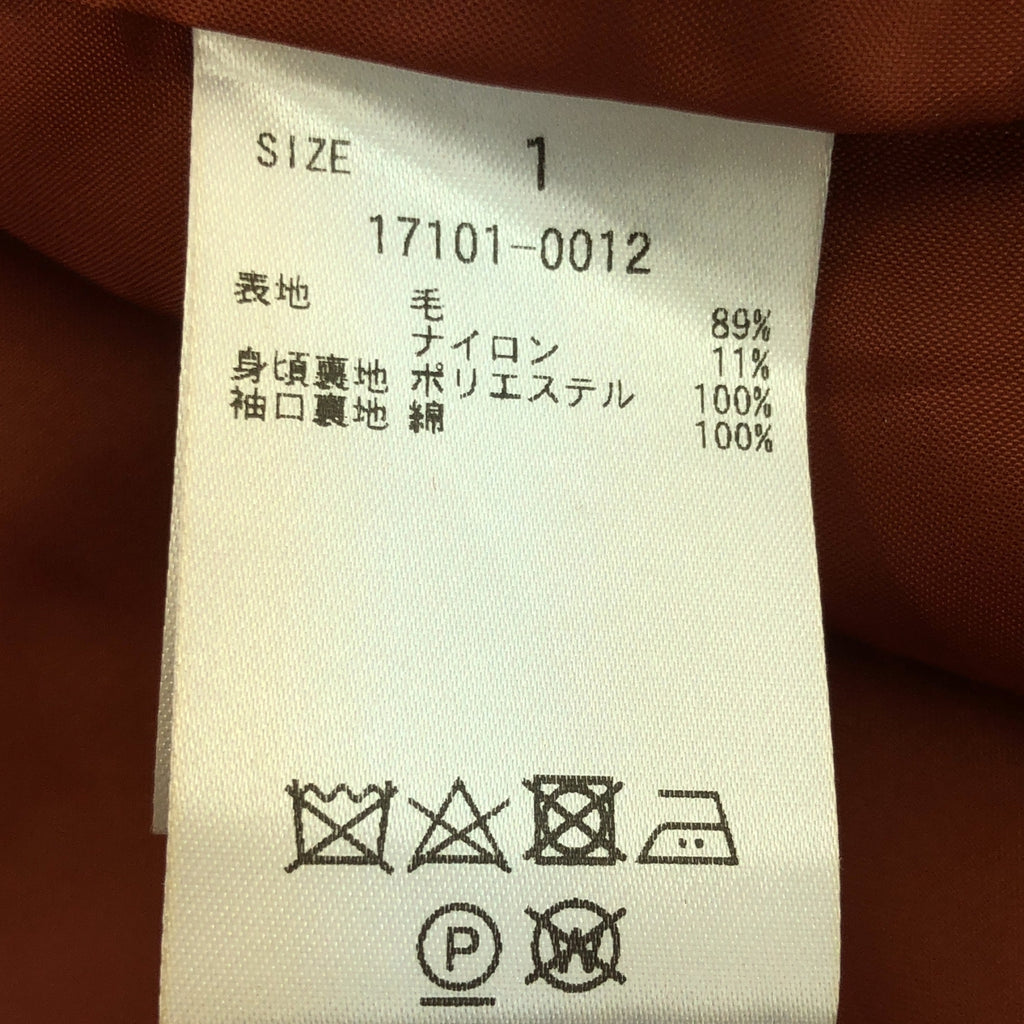 SIZE 1
17101-0012
表地 毛 89%
ナイロン 11%
身頃裏地 ポリエステル 100%
袖口裏地 綿 100%
P
W